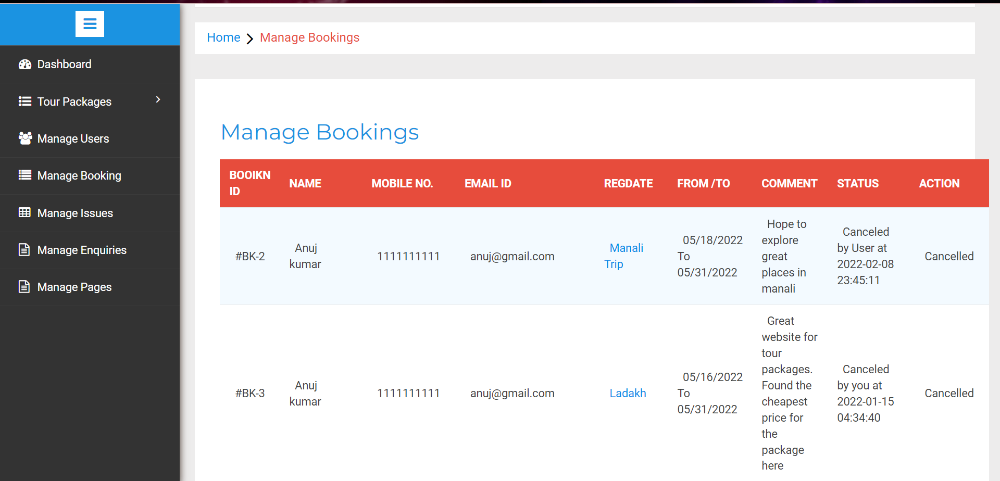 Home > Manage Bookings
Dashboard
Tour Packages
Manage Users
Manage Booking
Manage Issues
Manage Enquiries
Manage Pages
Manage Bookings
BOOIKN
ID
NAME
MOBILE NO.
EMAIL ID
REGDATE
FROM /TO
COMMENT
STATUS
ACTION
#BK-2
Anuj
kumar
1111111111
anuj@gmail.com
Manali
Trip
05/18/2022
To
05/31/2022
Hope to
explore
great
places in
manali
Canceled
by User at
2022-02-08
23:45:11
Cancelled
#BK-3
Anuj
kumar
1111111111
anuj@gmail.com
Ladakh
05/16/2022
To
05/31/2022
Great
website for
tour
packages.
Found the
cheapest
price for
the
package
here
Canceled
by you at
2022-01-15
04:34:40
Cancelled